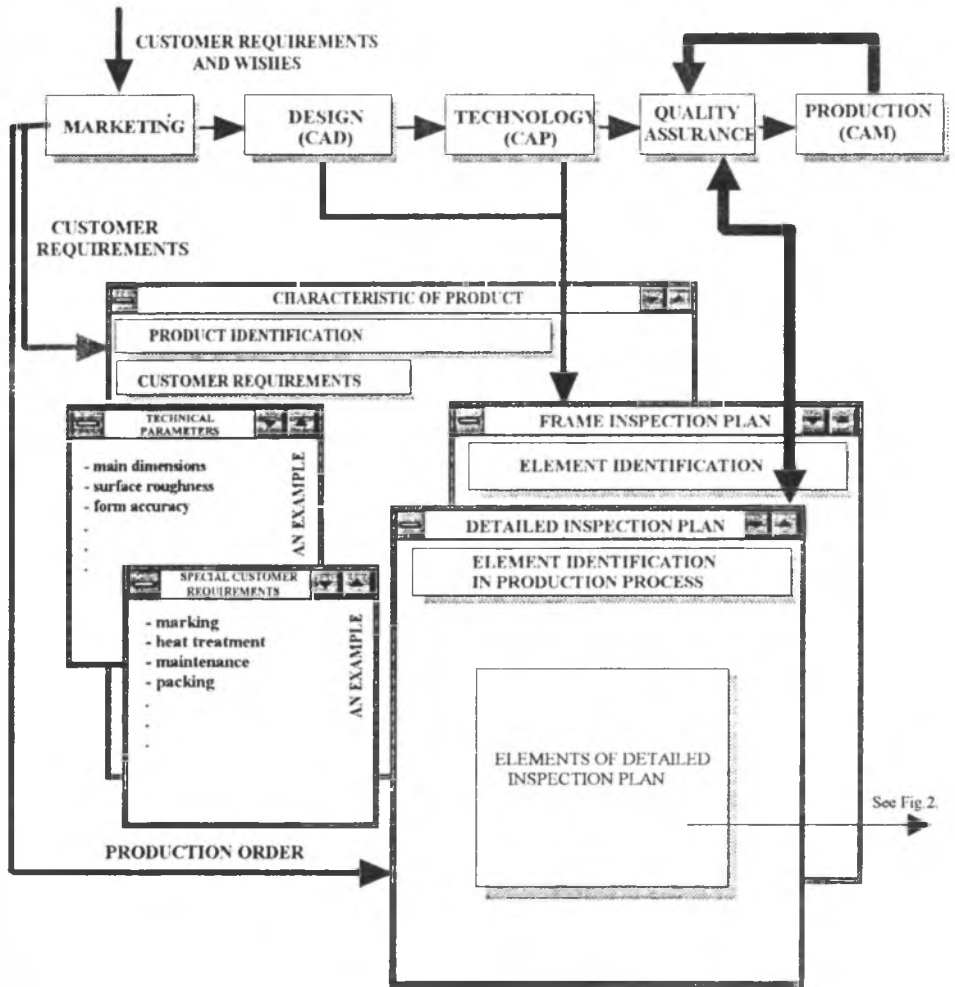 CUSTOMER REQUIREMENTS
AND WISHES
MARKETING
DESIGN
(CAD)
TECHNOLOGY
(CAP)
QUALITY
ASSURANCE
PRODUCTION
(CAM)
CUSTOMER
REQUIREMENTS
CHARACTERISTIC OF PRODUCT
PRODUCT IDENTIFICATION
CUSTOMER REQUIREMENTS
TECHNICAL
PARAMETERS
- main dimensions
- surface roughness
- form accuracy
.
.
.
AN EXAMPLE
SPECIAL CUSTOMER
REQUIREMENTS
- marking
- heat treatment
- maintenance
- packing
.
.
.
AN EXAMPLE
FRAME INSPECTION PLAN
ELEMENT IDENTIFICATION
DETAILED INSPECTION PLAN
ELEMENT IDENTIFICATION
IN PRODUCTION PROCESS
ELEMENTS OF DETAILED
INSPECTION PLAN
See Fig.2.
PRODUCTION ORDER